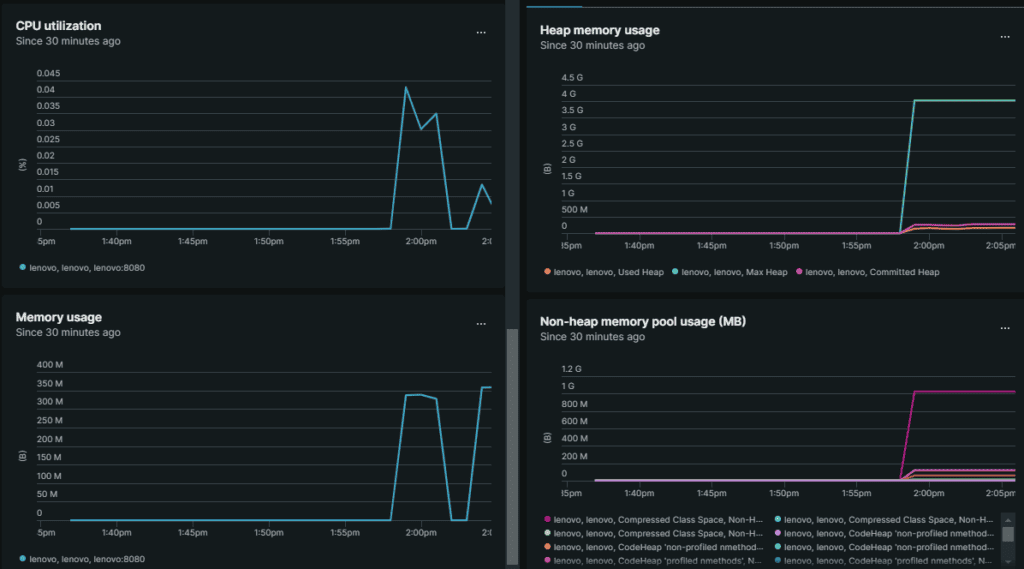 CPU utilization
Since 30 minutes ago
...
0.045
0.04
0.035
0.03
0.025
0.02
0.015
0.01
0.005
0
(%)
5pm 1:40pm 1:45pm 1:50pm 1:55pm 2:00pm 2:0
lenovo, lenovo, lenovo:8080
Heap memory usage
Since 30 minutes ago
...
4.5 G
4 G
3.5 G
3 G
2.5 G
2 G
1.5 G
1 G
500 M
0
(B)
35pm 1:40pm 1:45pm 1:50pm 1:55pm 2:00pm 2:05pm
lenovo, lenovo, Used Heap lenovo, lenovo, Max Heap lenovo, lenovo, Committed Heap
Memory usage
Since 30 minutes ago
...
400 M
350 M
300 M
250 M
200 M
150 M
100 M
50 M
0
(B)
5pm 1:40pm 1:45pm 1:50pm 1:55pm 2:00pm 2:0
lenovo, lenovo, lenovo:8080
Non-heap memory pool usage (MB)
Since 30 minutes ago
...
1.2 G
1 G
800 M
600 M
400 M
200 M
0
(B)
35pm 1:40pm 1:45pm 1:50pm 1:55pm 2:00pm 2:05pm
lenovo, lenovo, Compressed Class Space, Non-H... lenovo, lenovo, Compressed Class Space, Non-H...
lenovo, lenovo, Compressed Class Space, Non-H... lenovo, lenovo, CodeHeap 'non-profiled nmethod...
lenovo, lenovo, CodeHeap 'non-profiled nmethod... lenovo, lenovo, CodeHeap 'non-profiled nmethod...
lenovo, lenovo, CodeHeap 'profiled nmethods', N... lenovo, lenovo, CodeHeap 'profiled nmethods', N...